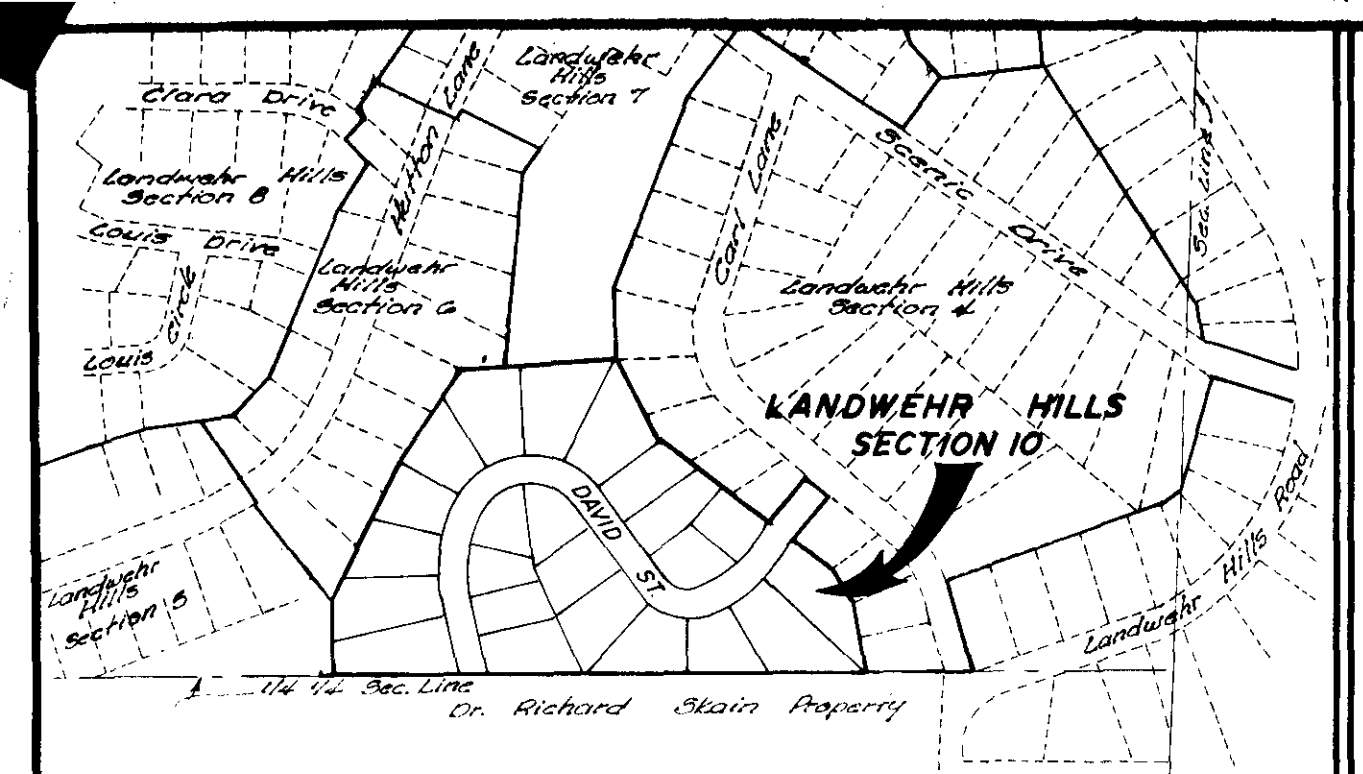 Clara Drive
Landwehr Hills
Section 8
Louis Drive
Circle
Louis
Hutton Lane
Landwehr
Hills
Section 7
Landwehr
Hills
Section 6
Carl Lane
Scenic Drive
Sec. Line
Landwehr Hills
Section 4
LANDWEHR HILLS
SECTION 10
DAVID ST.
Landwehr
Hills
Section 5
Landwehr Hills Road
1/4 1/4 Sec. Line
Dr. Richard Skain Property